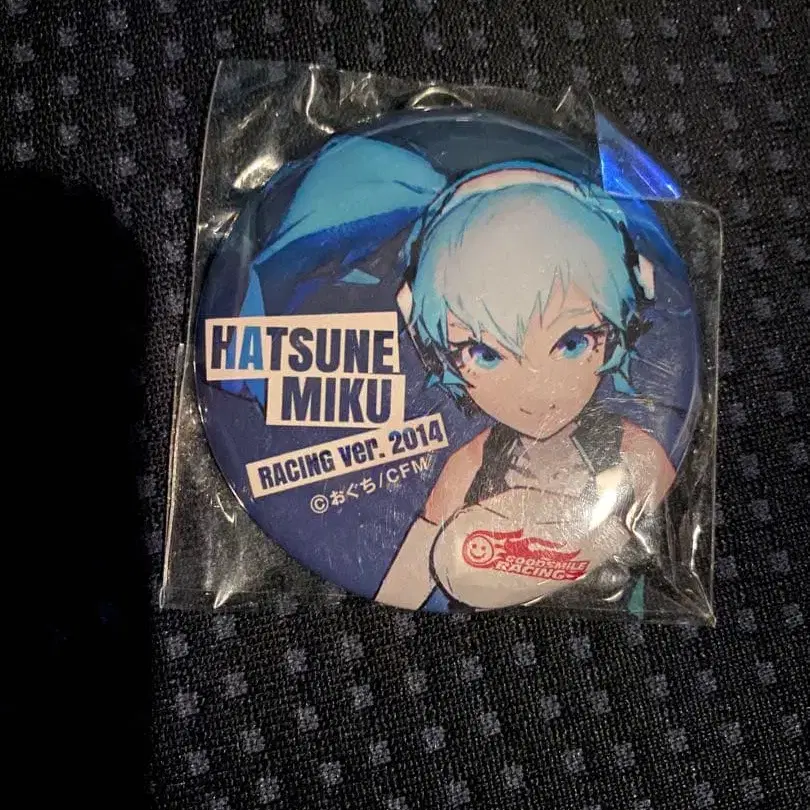 HATSUNE
MIKU
RACING ver. 2014
©おぐち/CFM
GOODSMILE
RACING